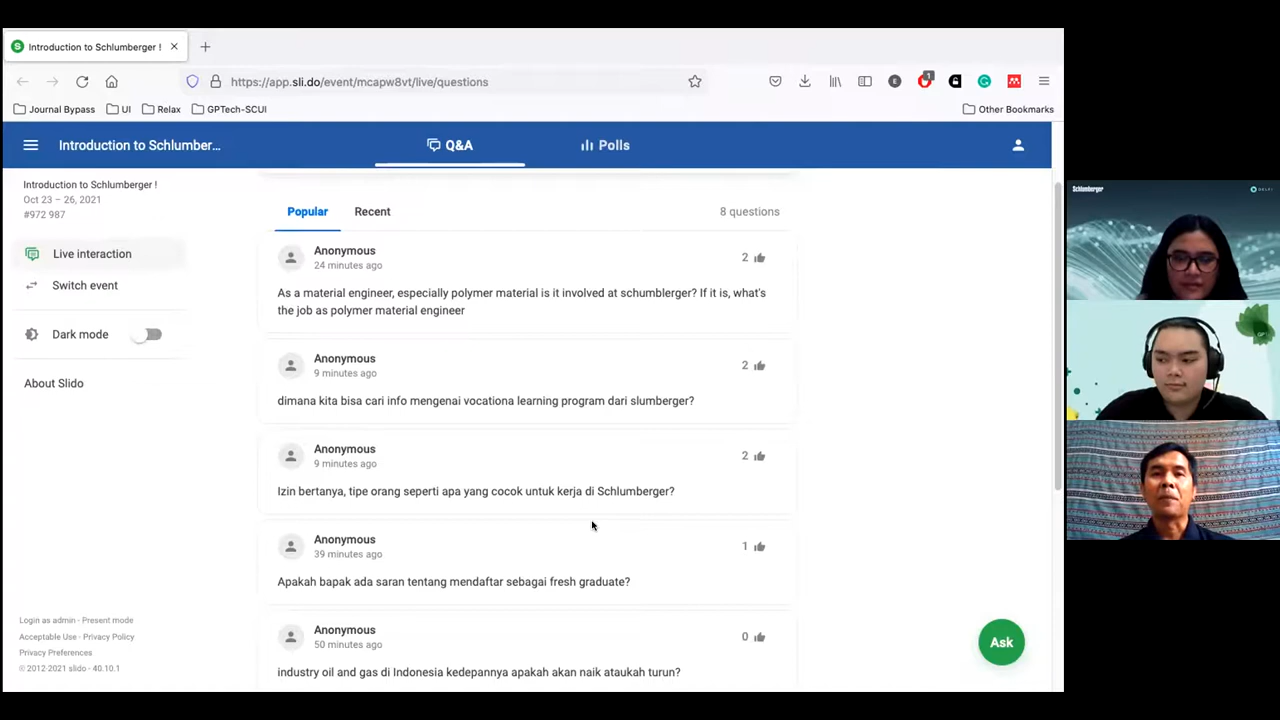 Introduction to Schlumberger !
https://app.sli.do/event/mcapw8vt/live/questions
1
Journal Bypass
UI
Relax
GPTech-SCUI
Other Bookmarks
Introduction to Schlumber...
Q&A
Polls
Introduction to Schlumberger !
Oct 23 – 26, 2021
#972 987
Live interaction
Switch event
Dark mode
About Slido
Login as admin - Present mode
Acceptable Use - Privacy Policy
Privacy Preferences
© 2012-2021 slido - 40.10.1
Popular
Recent
8 questions
Anonymous
24 minutes ago
2
As a material engineer, especially polymer material is it involved at schumblerger? If it is, what's
the job as polymer material engineer
Anonymous
9 minutes ago
2
dimana kita bisa cari info mengenai vocationa learning program dari slumberger?
Anonymous
9 minutes ago
2
Izin bertanya, tipe orang seperti apa yang cocok untuk kerja di Schlumberger?
Anonymous
39 minutes ago
1
Apakah bapak ada saran tentang mendaftar sebagai fresh graduate?
Anonymous
50 minutes ago
0
industry oil and gas di Indonesia kedepannya apakah akan naik ataukah turun?
Ask
Schlumberger